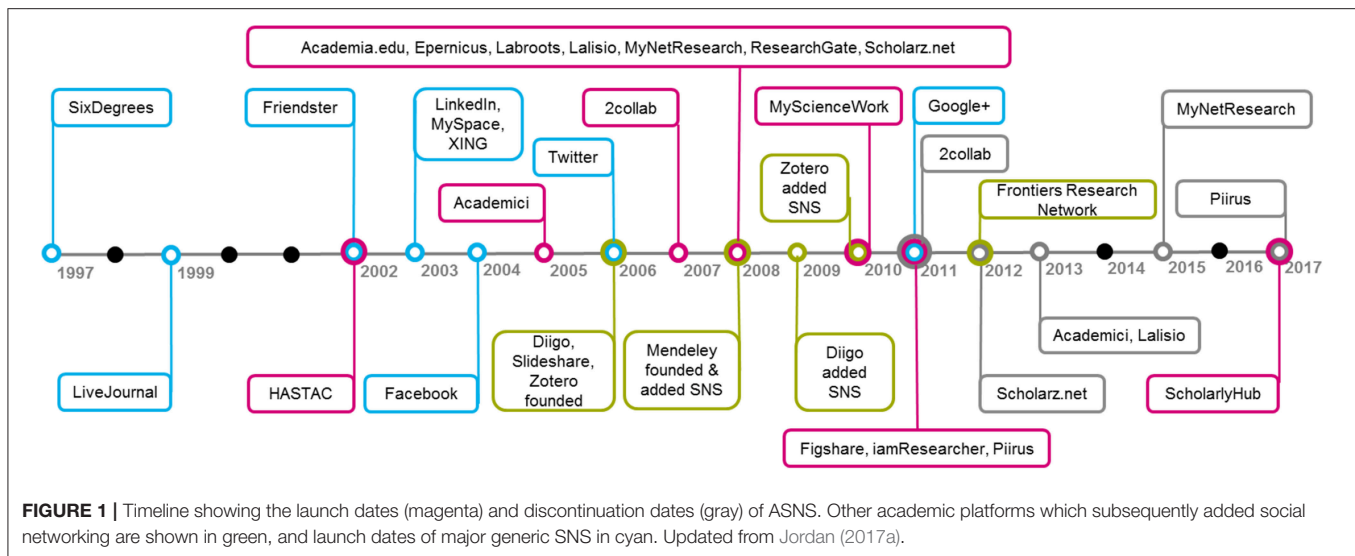 Academia.edu, Epernicus, Labroots, Lalisio, MyNetResearch, ResearchGate, Scholarz.net
SixDegrees
Friendster
LinkedIn,
MySpace,
XING
2collab
MyScienceWork
Google+
MyNetResearch
Twitter
2collab
Academici
Zotero
added
SNS
Frontiers Research
Network
Piirus
1997
1999
2002
2003
2004
2005
2006
2007
2008
2009
2010
2011
2012
2013
2014
2015
2016
2017
LiveJournal
HASTAC
Facebook
Diigo,
Slideshare,
Zotero
founded
Mendeley
founded &
added SNS
Diigo
added
SNS
Academici, Lalisio
Scholarz.net
ScholarlyHub
Figshare, iamResearcher, Piirus
FIGURE 1 | Timeline showing the launch dates (magenta) and discontinuation dates (gray) of ASNS. Other academic platforms which subsequently added social
networking are shown in green, and launch dates of major generic SNS in cyan. Updated from Jordan (2017a).